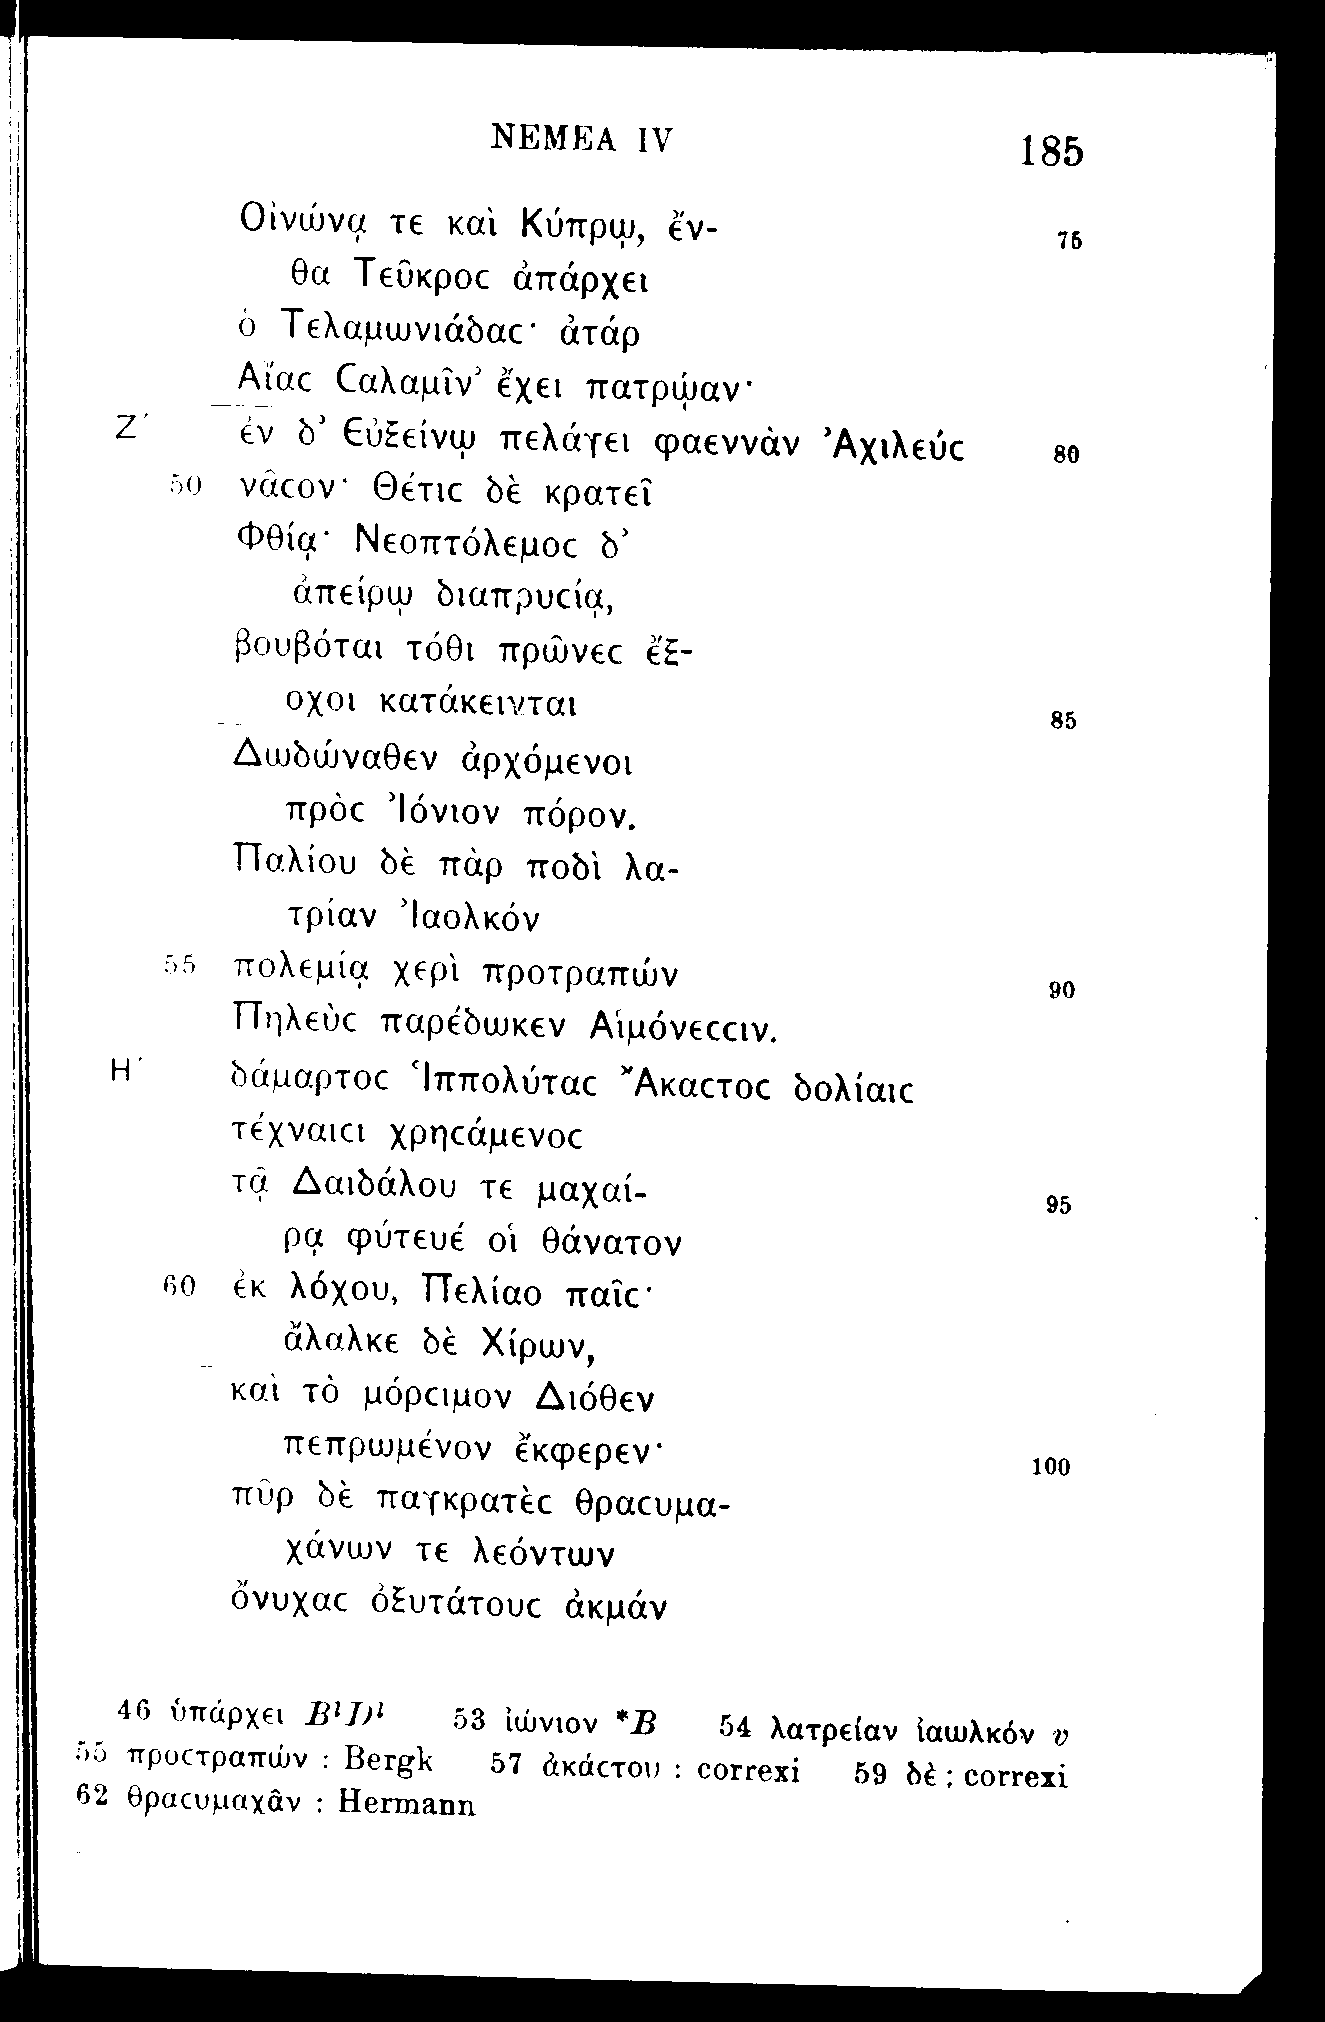 ΝΕΜΕΑ IV 185
Οἰνώνᾳ τε καὶ Κύπρῳ, ἔν- 75
θα Τεῦκροϲ ἀπάρχει
ὁ Τελαμωνιάδαϲ· ἀτάρ
Αἴαϲ Ϲαλαμῖν’ ἔχει πατρῴαν·
Ζ´ ἐν δ’ Εὐξείνῳ πελάγει φαεννὰν Ἀχιλεύϲ 80
50 νᾶϲον· Θέτιϲ δὲ κρατεῖ
Φθίᾳ· Νεοπτόλεμοϲ δ’
ἀπείρῳ διαπρυϲίᾳ,
βουβόται τόθι πρῶνεϲ ἔξ-
οχοι κατάκεινται 85
Δωδώναθεν ἀρχόμενοι
πρὸϲ Ἰόνιον πόρον.
Παλίου δὲ πὰρ ποδὶ λα-
τρίαν Ἰαολκόν
55 πολεμίᾳ χερὶ προτραπών 90
Πηλεὺϲ παρέδωκεν Αἱμόνεϲϲιν.
Η´ δάμαρτοϲ Ἱππολύταϲ Ἄκαϲτοϲ δολίαιϲ
τέχναιϲι χρηϲάμενοϲ
τᾷ Δαιδάλου τε μαχαί- 95
ρᾳ φύτευέ οἱ θάνατον
60 ἐκ λόχου, Πελίαο παῖϲ·
ἄλαλκε δὲ Χίρων,
καὶ τὸ μόρϲιμον Διόθεν
πεπρωμένον ἔκφερεν· 100
πῦρ δὲ παγκρατὲϲ θραϲυμα-
χάνων τε λεόντων
ὄνυχαϲ ὀξυτάτουϲ ἀκμάν
46 ὑπάρχει B¹D¹ 53 ἰώνιον *B 54 λατρείαν ἰαωλκόν v
55 προϲτραπών : Bergk 57 ἀκάϲτου : correxi 59 δὲ : correxi
62 θραϲυμαχᾶν : Hermann